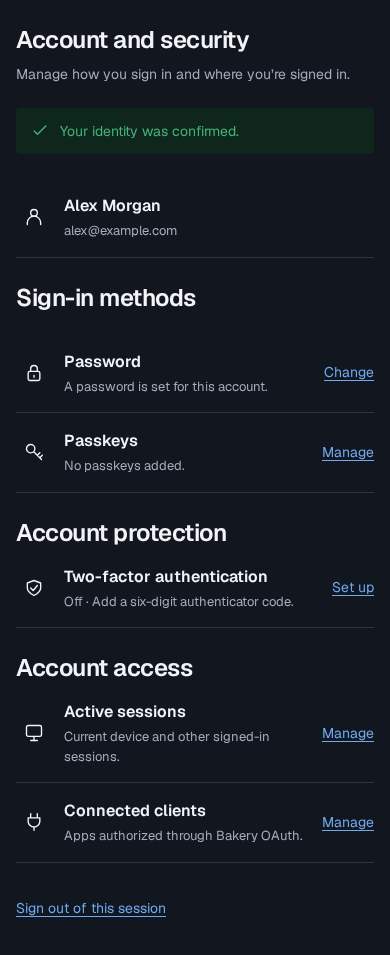 Account and security
Manage how you sign in and where you're signed in.
Your identity was confirmed.
Alex Morgan
alex@example.com
Sign-in methods
Password
A password is set for this account.
Change
Passkeys
No passkeys added.
Manage
Account protection
Two-factor authentication
Off · Add a six-digit authenticator code.
Set up
Account access
Active sessions
Current device and other signed-in
sessions.
Manage
Connected clients
Apps authorized through Bakery OAuth.
Manage
Sign out of this session